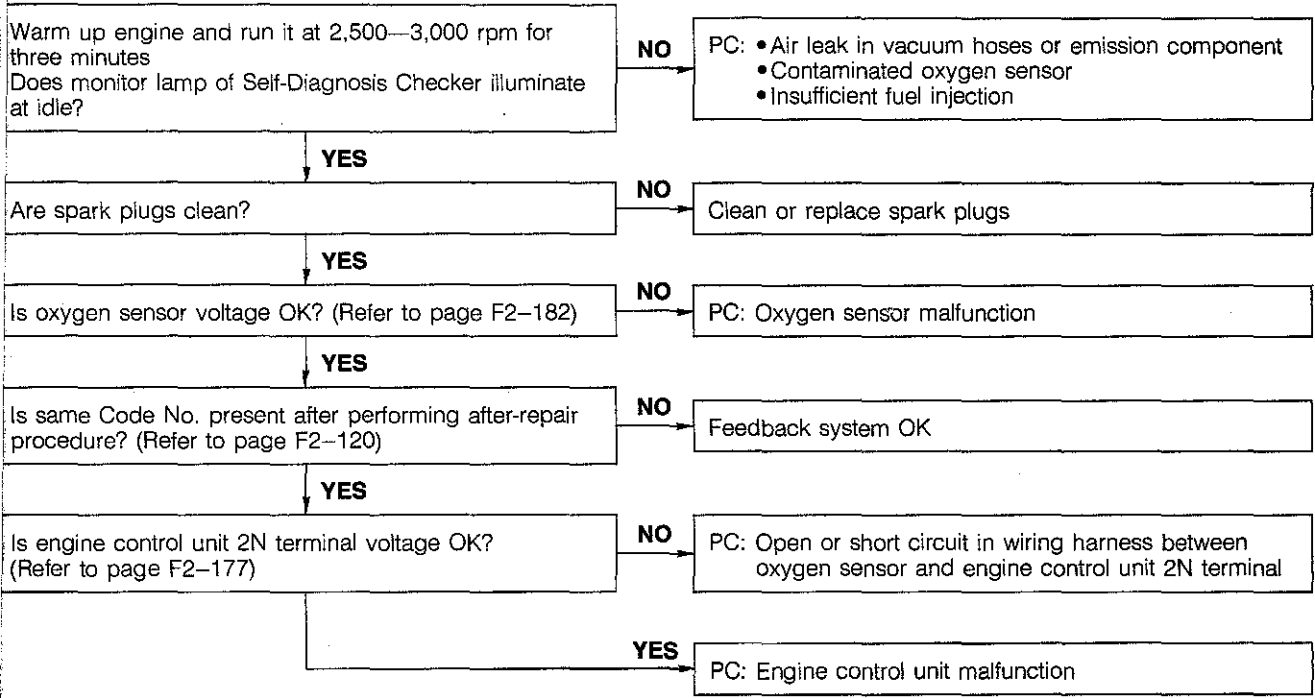 Warm up engine and run it at 2,500—3,000 rpm for
three minutes
Does monitor lamp of Self-Diagnosis Checker illuminate
at idle?
NO
PC: •Air leak in vacuum hoses or emission component
•Contaminated oxygen sensor
•Insufficient fuel injection
YES
Are spark plugs clean?
NO
Clean or replace spark plugs
YES
Is oxygen sensor voltage OK? (Refer to page F2–182)
NO
PC: Oxygen sensor malfunction
YES
Is same Code No. present after performing after-repair
procedure? (Refer to page F2–120)
NO
Feedback system OK
YES
Is engine control unit 2N terminal voltage OK?
(Refer to page F2–177)
NO
PC: Open or short circuit in wiring harness between
oxygen sensor and engine control unit 2N terminal
YES
PC: Engine control unit malfunction